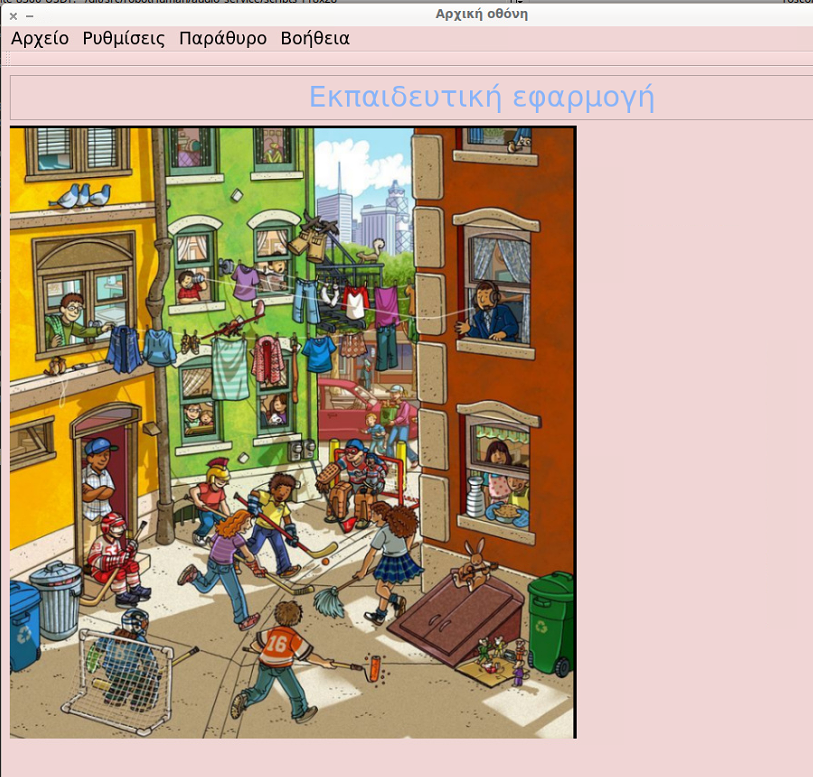 Αρχική οθόνη
Αρχείο Ρυθμίσεις Παράθυρο Βοήθεια
Εκπαιδευτική εφαρμογή
16